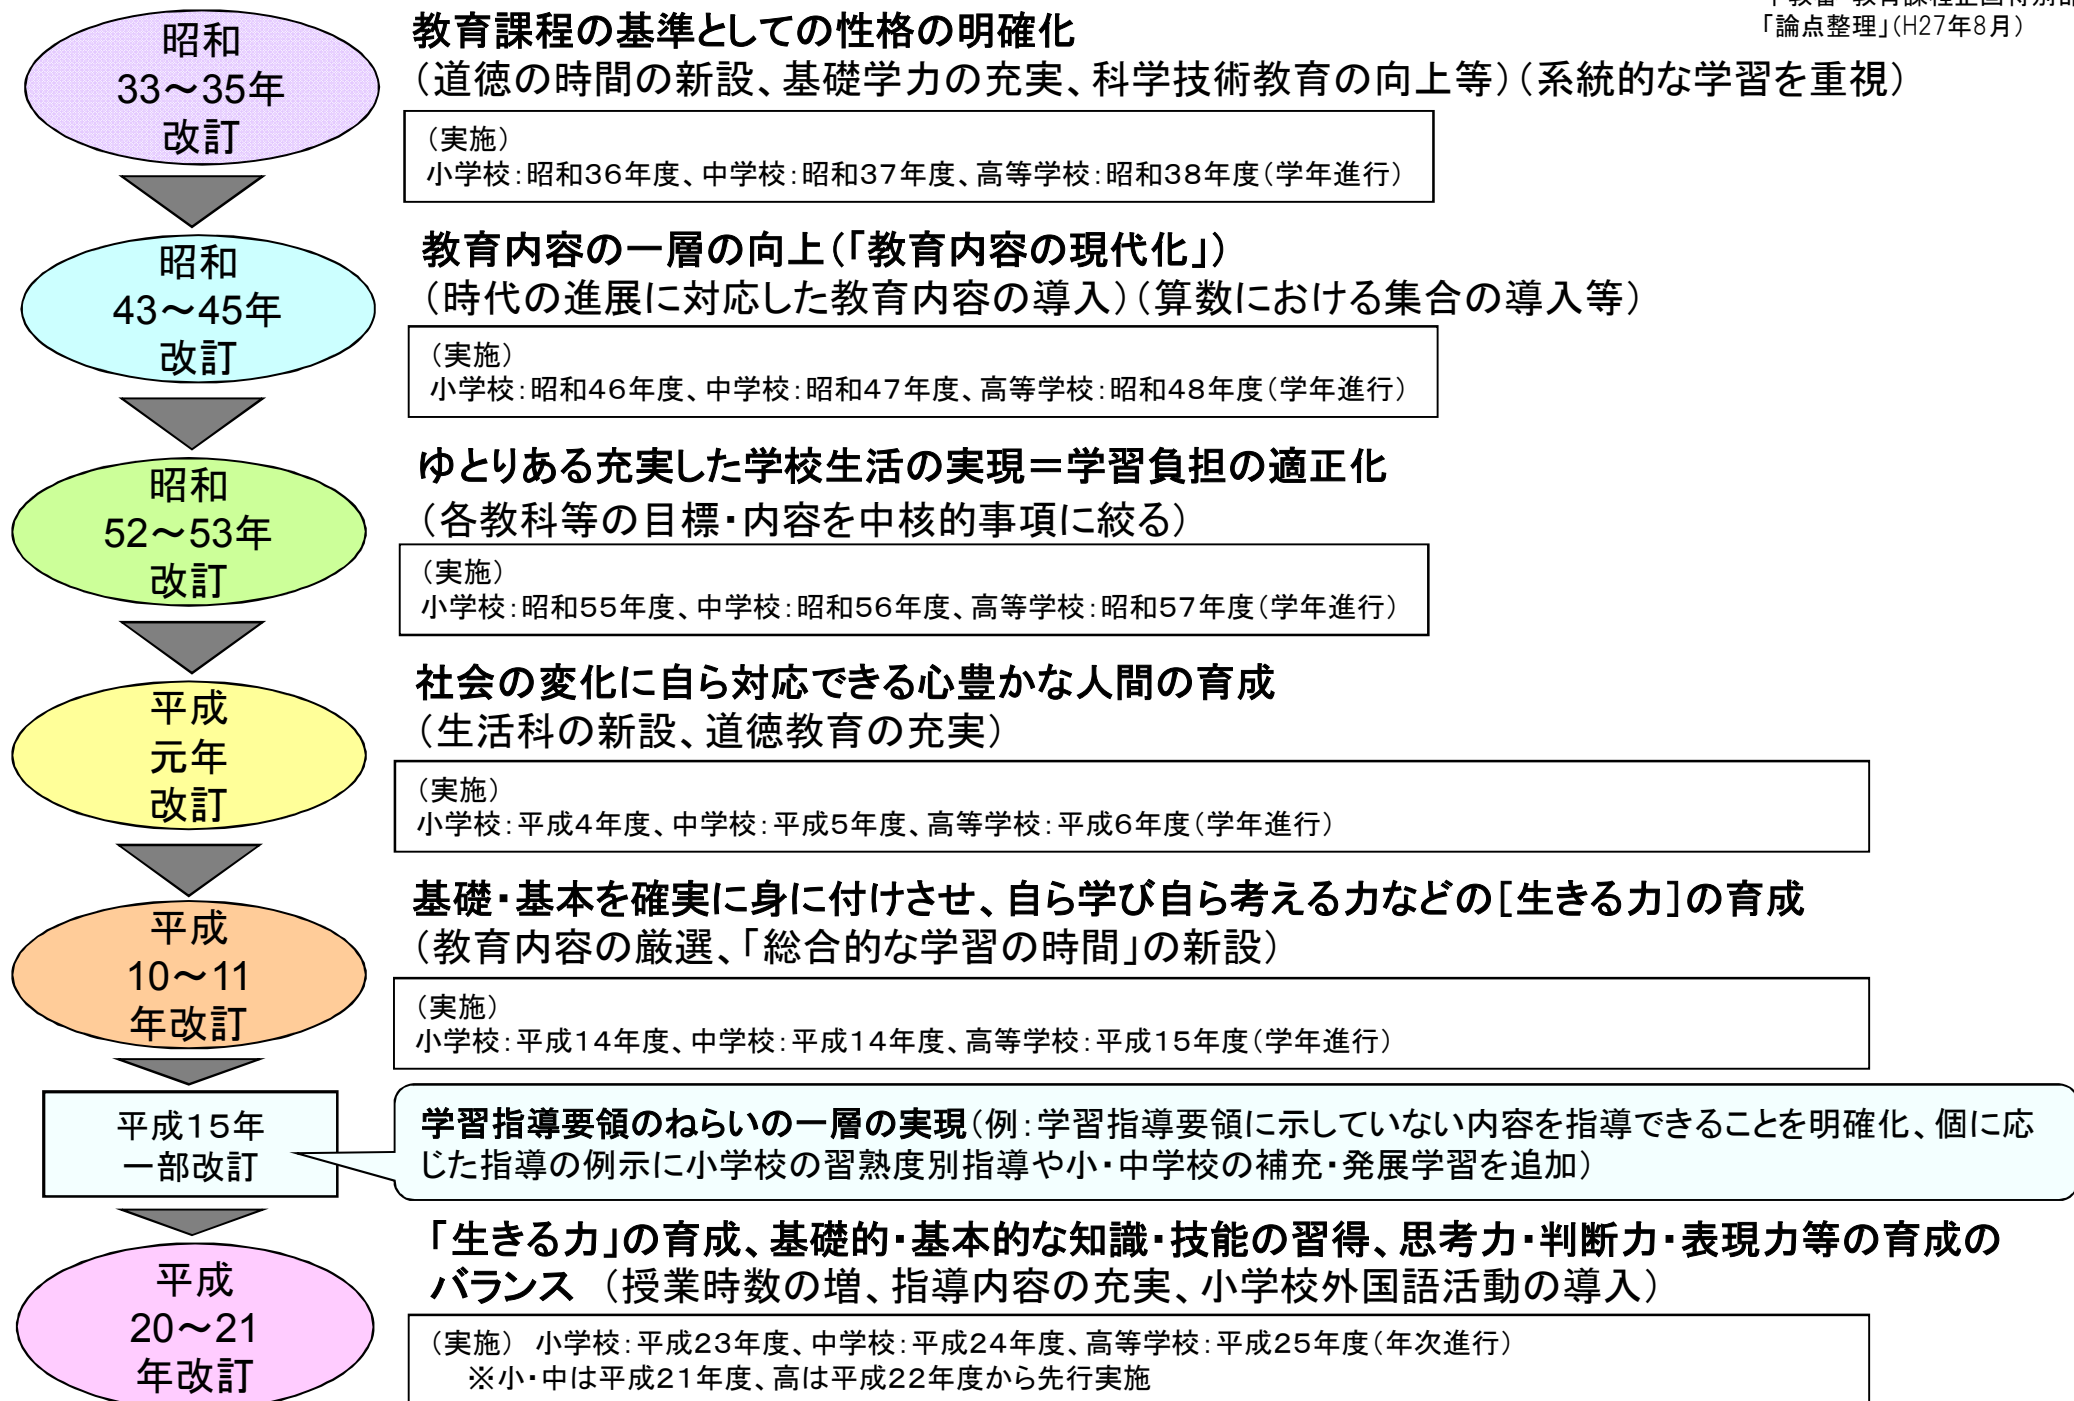 「論点整理」(H27年8月)
昭和
33~35年
改訂
教育課程の基準としての性格の明確化
(道徳の時間の新設、基礎学力の充実、科学技術教育の向上等)(系統的な学習を重視)
(実施)
小学校:昭和36年度、中学校:昭和37年度、高等学校:昭和38年度(学年進行)
昭和
43~45年
改訂
教育内容の一層の向上(「教育内容の現代化」)
(時代の進展に対応した教育内容の導入)(算数における集合の導入等)
(実施)
小学校:昭和46年度、中学校:昭和47年度、高等学校:昭和48年度(学年進行)
昭和
52~53年
改訂
ゆとりある充実した学校生活の実現=学習負担の適正化
(各教科等の目標・内容を中核的事項に絞る)
(実施)
小学校:昭和55年度、中学校:昭和56年度、高等学校:昭和57年度(学年進行)
平成
元年
改訂
社会の変化に自ら対応できる心豊かな人間の育成
(生活科の新設、道徳教育の充実)
(実施)
小学校:平成4年度、中学校:平成5年度、高等学校:平成6年度(学年進行)
平成
10~11
年改訂
基礎・基本を確実に身に付けさせ、自ら学び自ら考える力などの[生きる力]の育成
(教育内容の厳選、「総合的な学習の時間」の新設)
(実施)
小学校:平成14年度、中学校:平成14年度、高等学校:平成15年度(学年進行)
平成15年
一部改訂
学習指導要領のねらいの一層の実現(例:学習指導要領に示していない内容を指導できることを明確化、個に応
じた指導の例示に小学校の習熟度別指導や小・中学校の補充・発展学習を追加)
平成
20~21
年改訂
「生きる力」の育成、基礎的・基本的な知識・技能の習得、思考力・判断力・表現力等の育成の
バランス (授業時数の増、指導内容の充実、小学校外国語活動の導入)
(実施) 小学校:平成23年度、中学校:平成24年度、高等学校:平成25年度(年次進行)
※小・中は平成21年度、高は平成22年度から先行実施